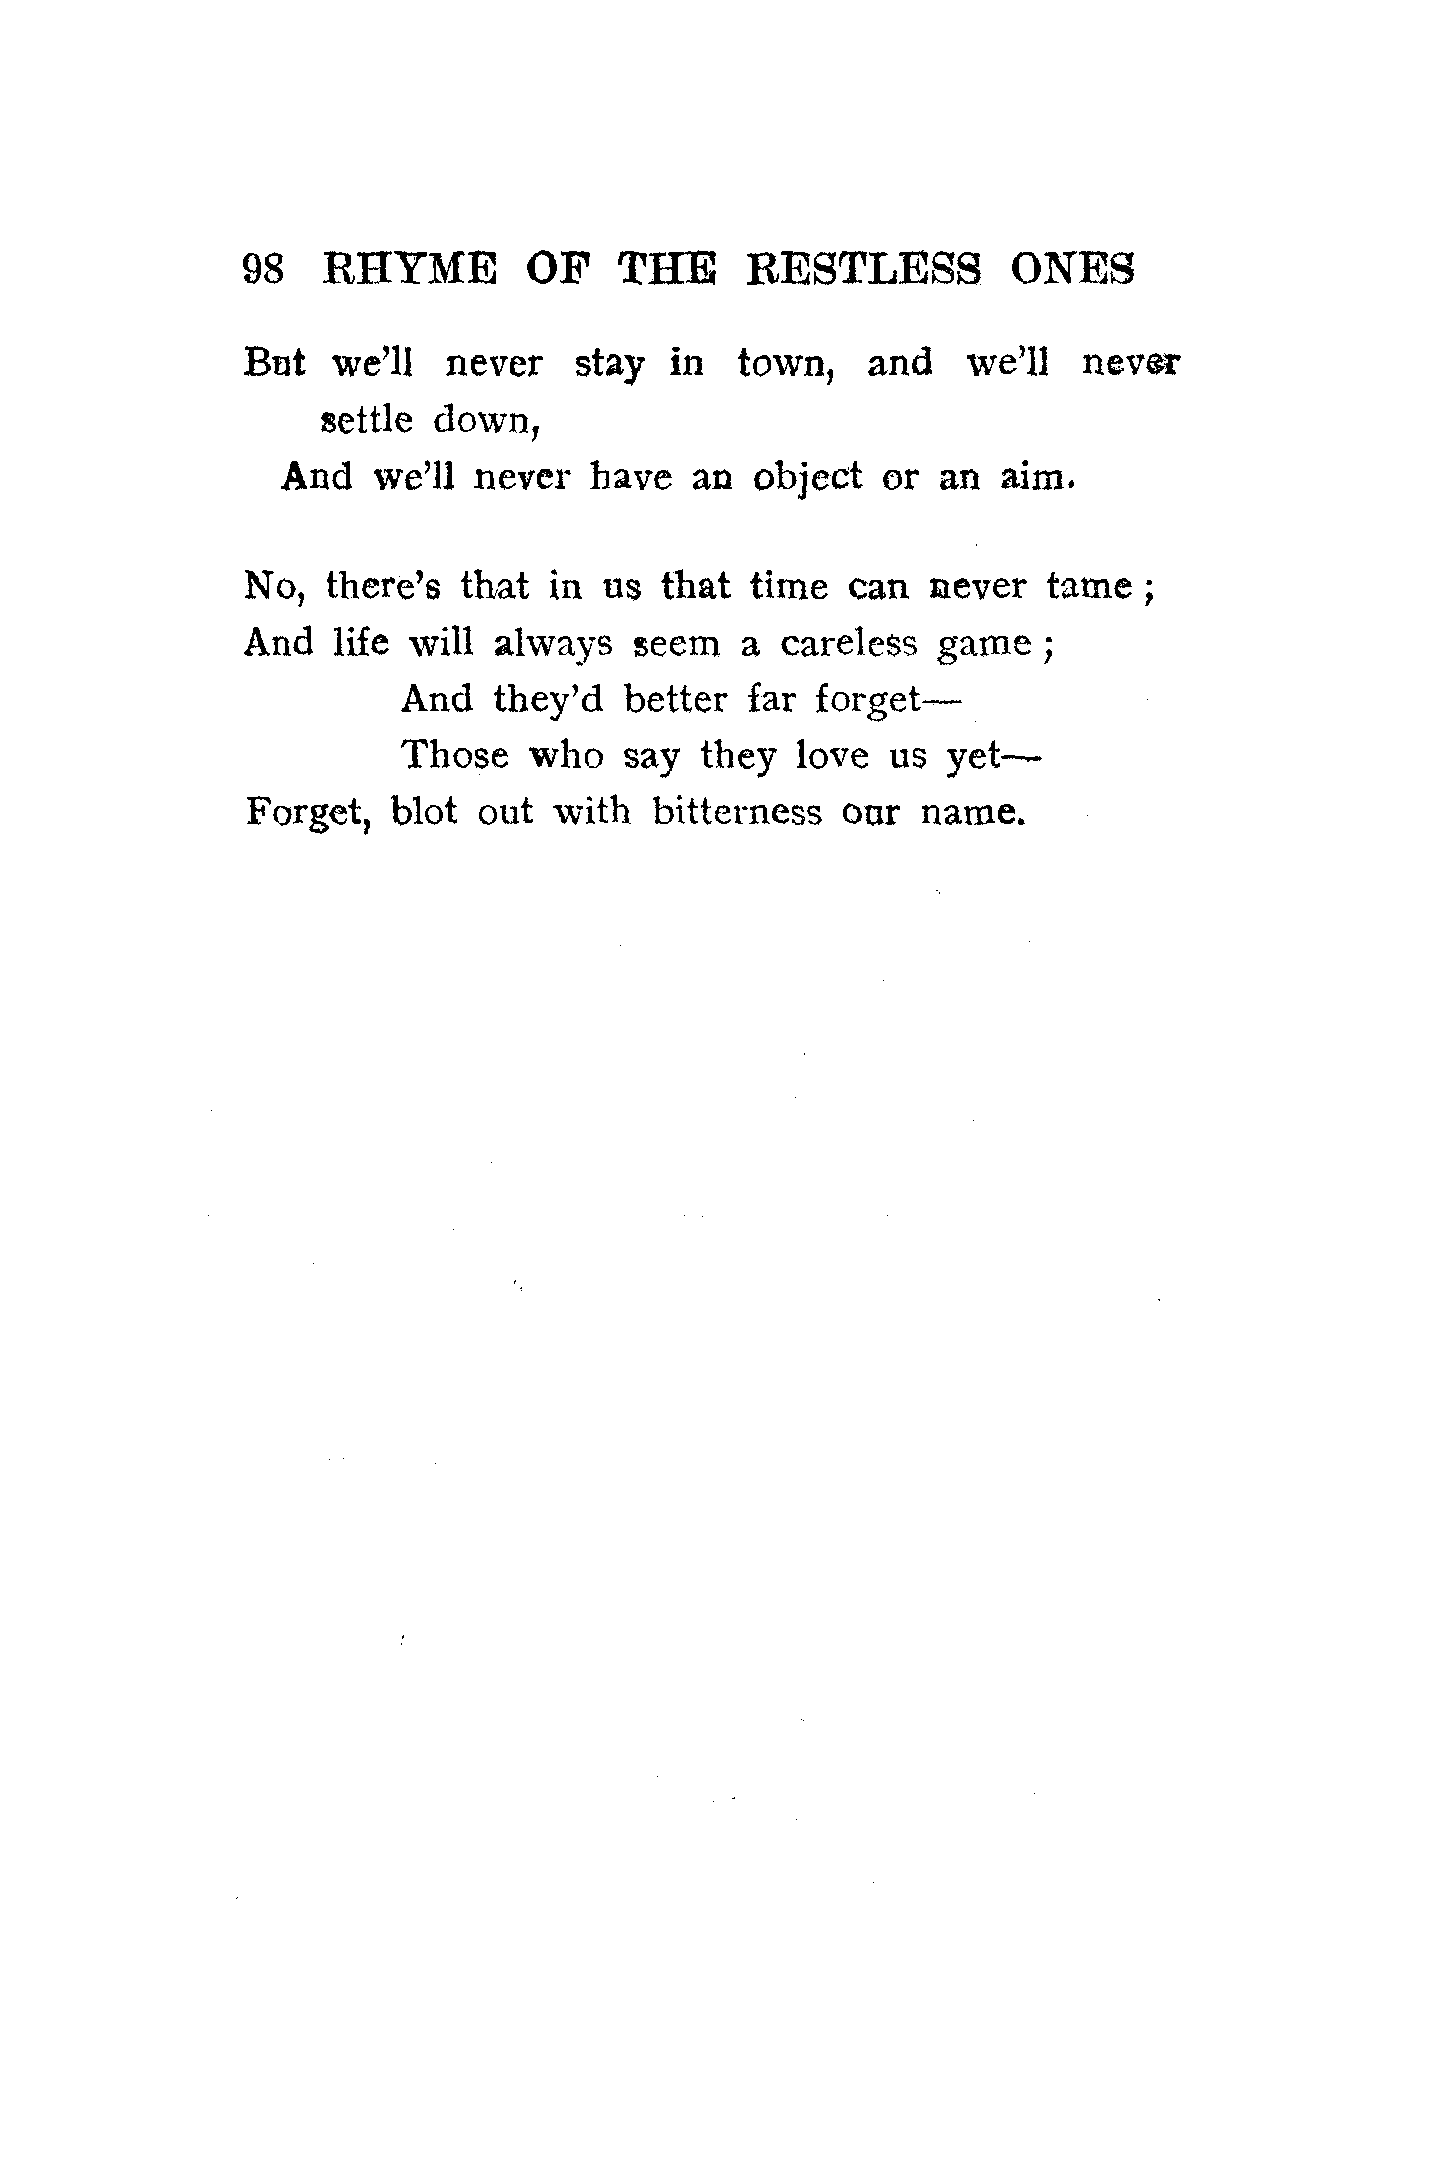 98 RHYME OF THE RESTLESS ONES
But we'll never stay in town, and we'll never
settle down,
And we'll never have an object or an aim.
No, there's that in us that time can never tame ;
And life will always seem a careless game ;
And they'd better far forget—
Those who say they love us yet—
Forget, blot out with bitterness our name.